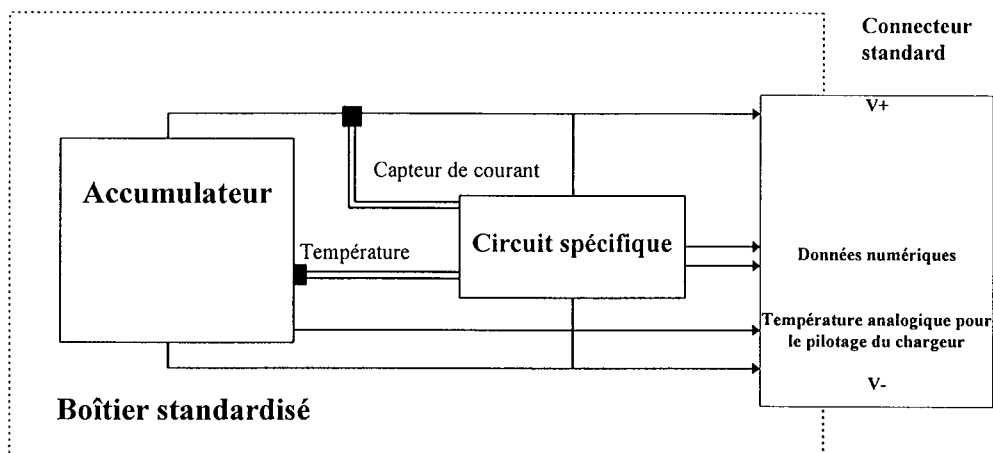 Connecteur
standard
V+
Capteur de courant
Accumulateur
Température
Circuit spécifique
Données numériques
Température analogique pour
le pilotage du chargeur
V-
Boîtier standardisé